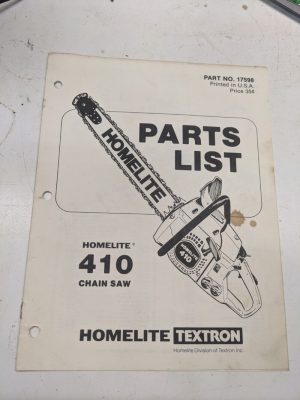 PART NO. 17598
Printed in U.S.A.
Price 35¢
PARTS
LIST
HOMELITE
HOMELITE®
410
CHAIN SAW
410
HOMELITE TEXTRON
Homelite Division of Textron Inc.